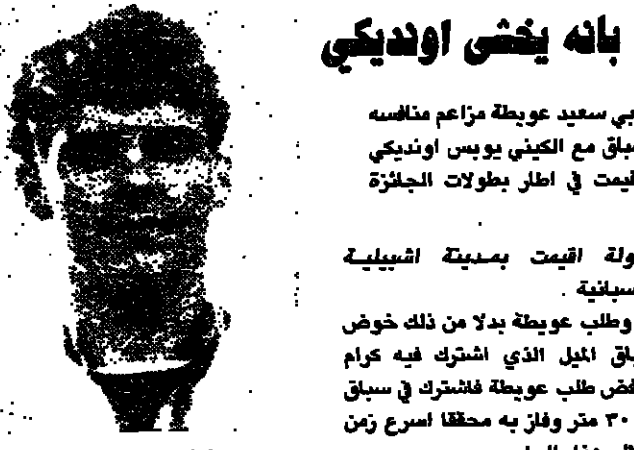 بانه يخشى اونديكي
بي سعيد عويطة مزاعم منافسه
سباق مع الكيني يوبس اونديكي
قيمت في اطار بطولات الجائزة
ولة اقيمت بمدينة اشبيلية
سبانية .
وطلب عويطة بدلا من ذلك خوض
باق الميل الذي اشترك فيه كرام
فض طلب عويطة فاشترك في سباق
٣٠ متر وفاز به محققا اسرع زمن